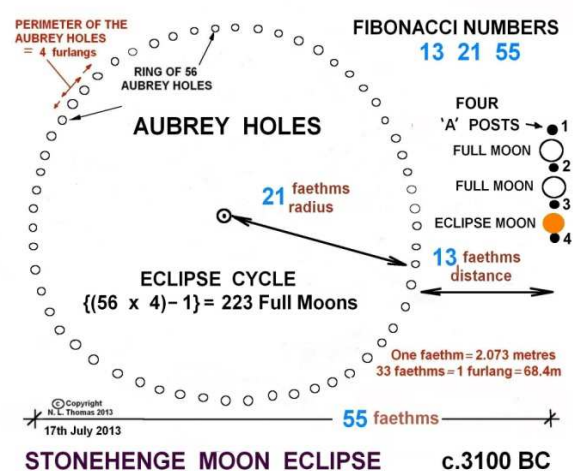 PERIMETER OF THE
AUBREY HOLES
= 4 furlangs
RING OF 56
AUBREY HOLES
FIBONACCI NUMBERS
13 21 55
AUBREY HOLES
FOUR
'A' POSTS
1
FULL MOON
2
FULL MOON
3
ECLIPSE MOON
4
21 faethms
radius
13 faethms
distance
ECLIPSE CYCLE
{(56 x 4)-1} = 223 Full Moons
One faethm = 2.073 metres
33 faethms = 1 furlang = 68.4m
© Copyright
N. L. Thomas 2013
17th July 2013
55 faethms
STONEHENGE MOON ECLIPSE c.3100 BC